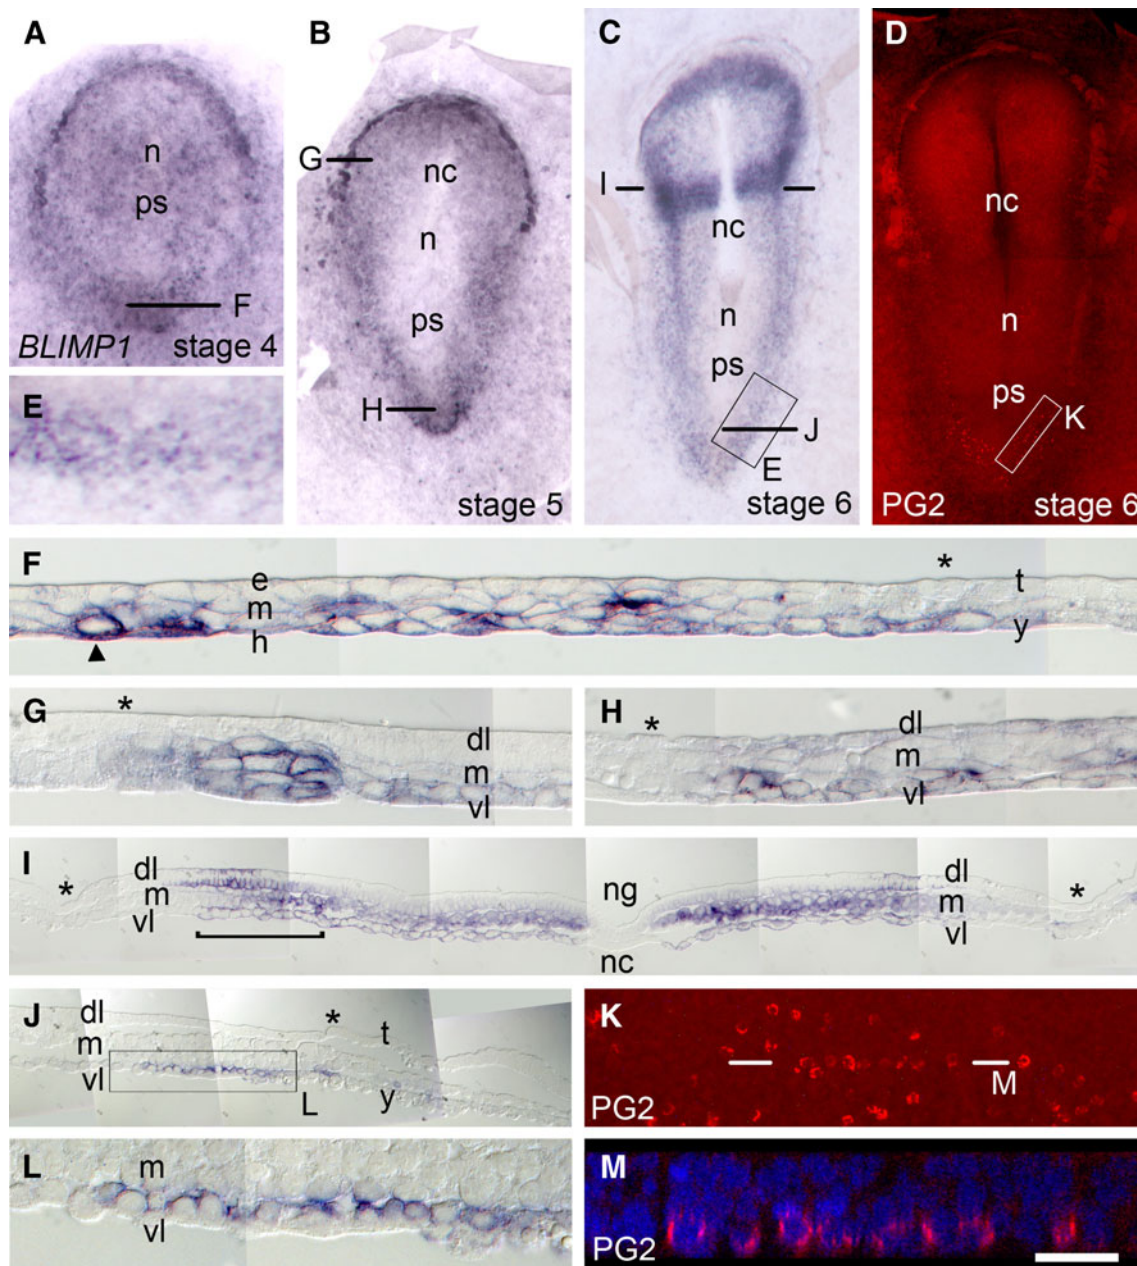 A
n
ps
F
BLIMP1 stage 4
B
G
nc
n
ps
H
stage 5
C
I
nc
n
ps
J
E
stage 6
D
nc
n
ps
K
PG2 stage 6
E
F
e
m
h
*
t
y
G
*
dl
m
vl
H
*
dl
m
vl
I
dl
m
vl
*
ng
nc
dl
m
vl
*
J
dl
m
vl
*
t
y
L
K
M
PG2
L
m
vl
M
PG2